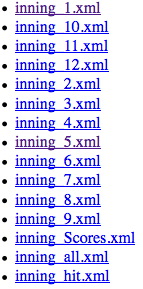 inning_1.xml
inning_10.xml
inning_11.xml
inning_12.xml
inning_2.xml
inning_3.xml
inning_4.xml
inning_5.xml
inning_6.xml
inning_7.xml
inning_8.xml
inning_9.xml
inning_Scores.xml
inning_all.xml
inning_hit.xml